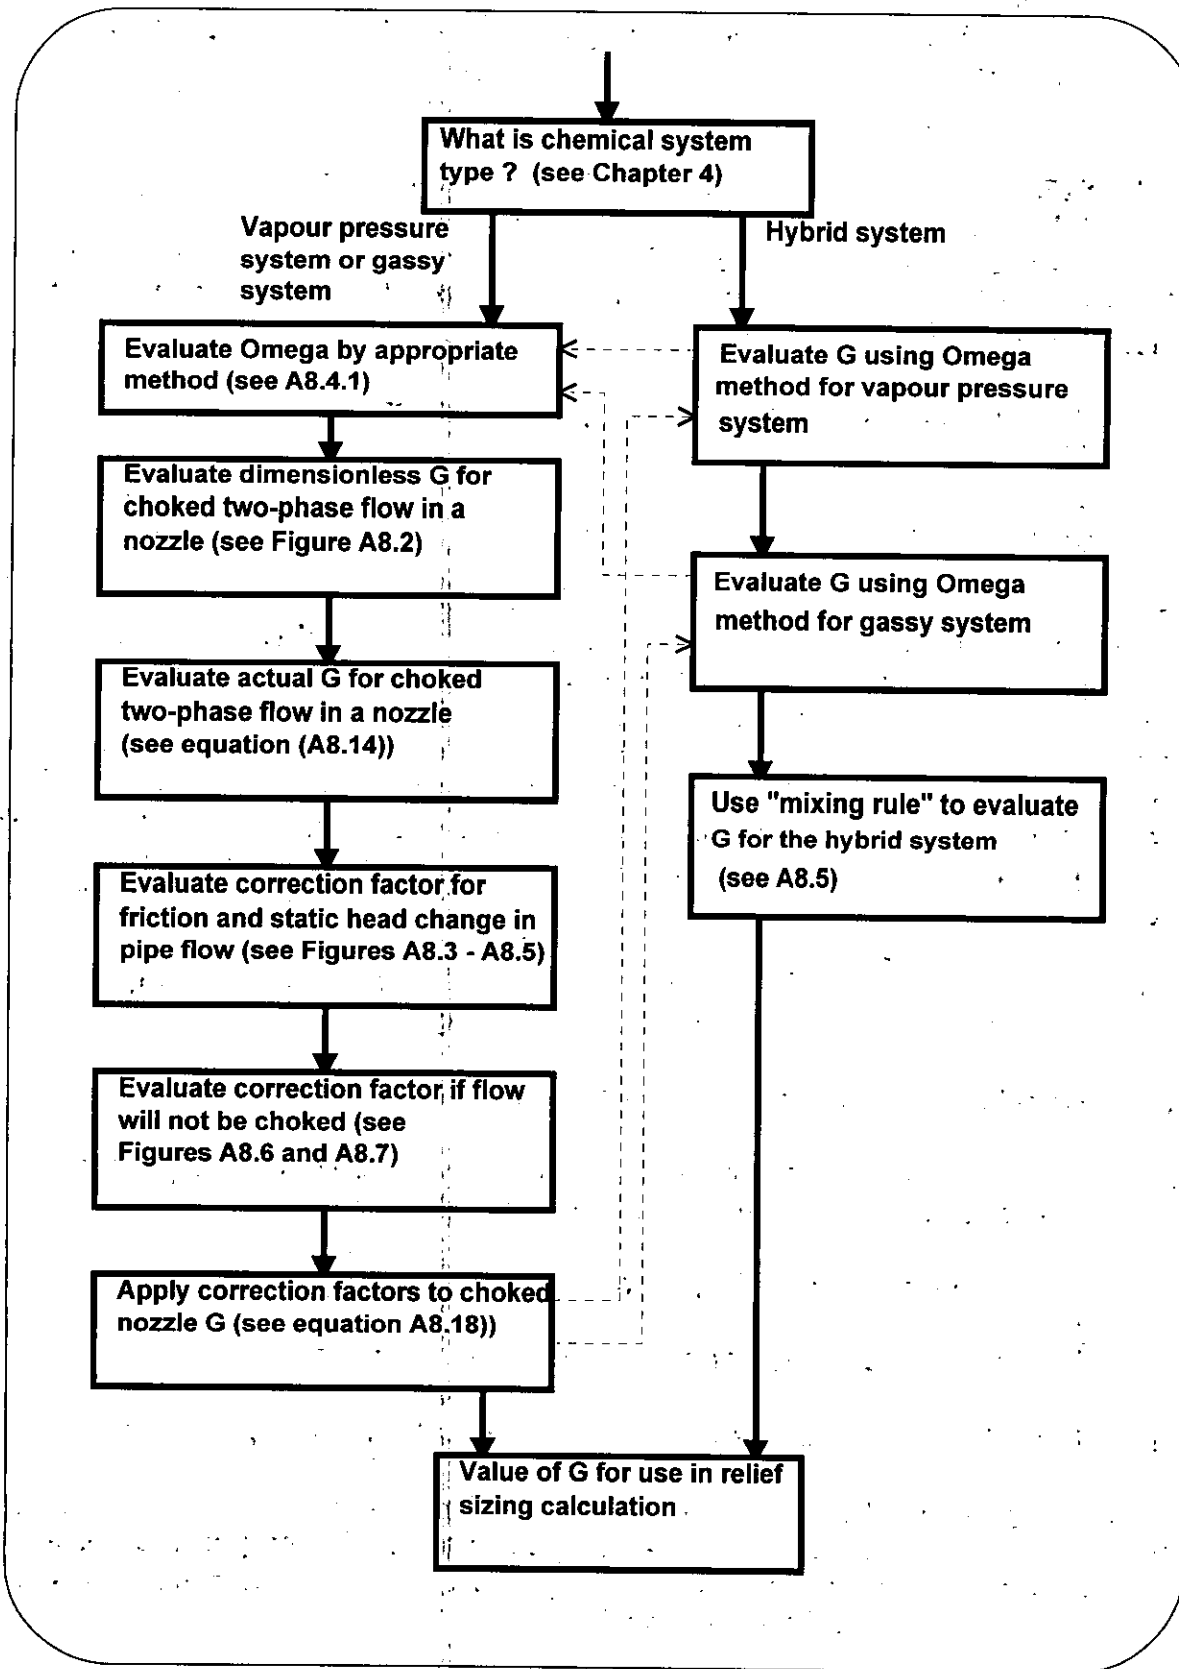 What is chemical system
type ? (see Chapter 4)
Vapour pressure
system or gassy
system
Hybrid system
Evaluate Omega by appropriate
method (see A8.4.1)
Evaluate dimensionless G for
choked two-phase flow in a
nozzle (see Figure A8.2)
Evaluate actual G for choked
two-phase flow in a nozzle
(see equation (A8.14))
Evaluate correction factor for
friction and static head change in
pipe flow (see Figures A8.3 - A8.5)
Evaluate correction factor if flow
will not be choked (see
Figures A8.6 and A8.7)
Apply correction factors to choked
nozzle G (see equation A8.18))
Evaluate G using Omega
method for vapour pressure
system
Evaluate G using Omega
method for gassy system
Use "mixing rule" to evaluate
G for the hybrid system
(see A8.5)
Value of G for use in relief
sizing calculation